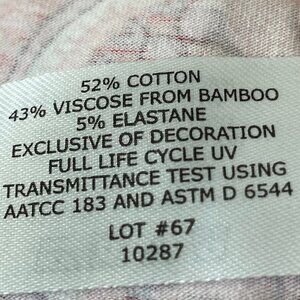 52% COTTON
43% VISCOSE FROM BAMBOO
5% ELASTANE
EXCLUSIVE OF DECORATION
FULL LIFE CYCLE UV
TRANSMITTANCE TEST USING
AATCC 183 AND ASTM D 6544
LOT #67
10287